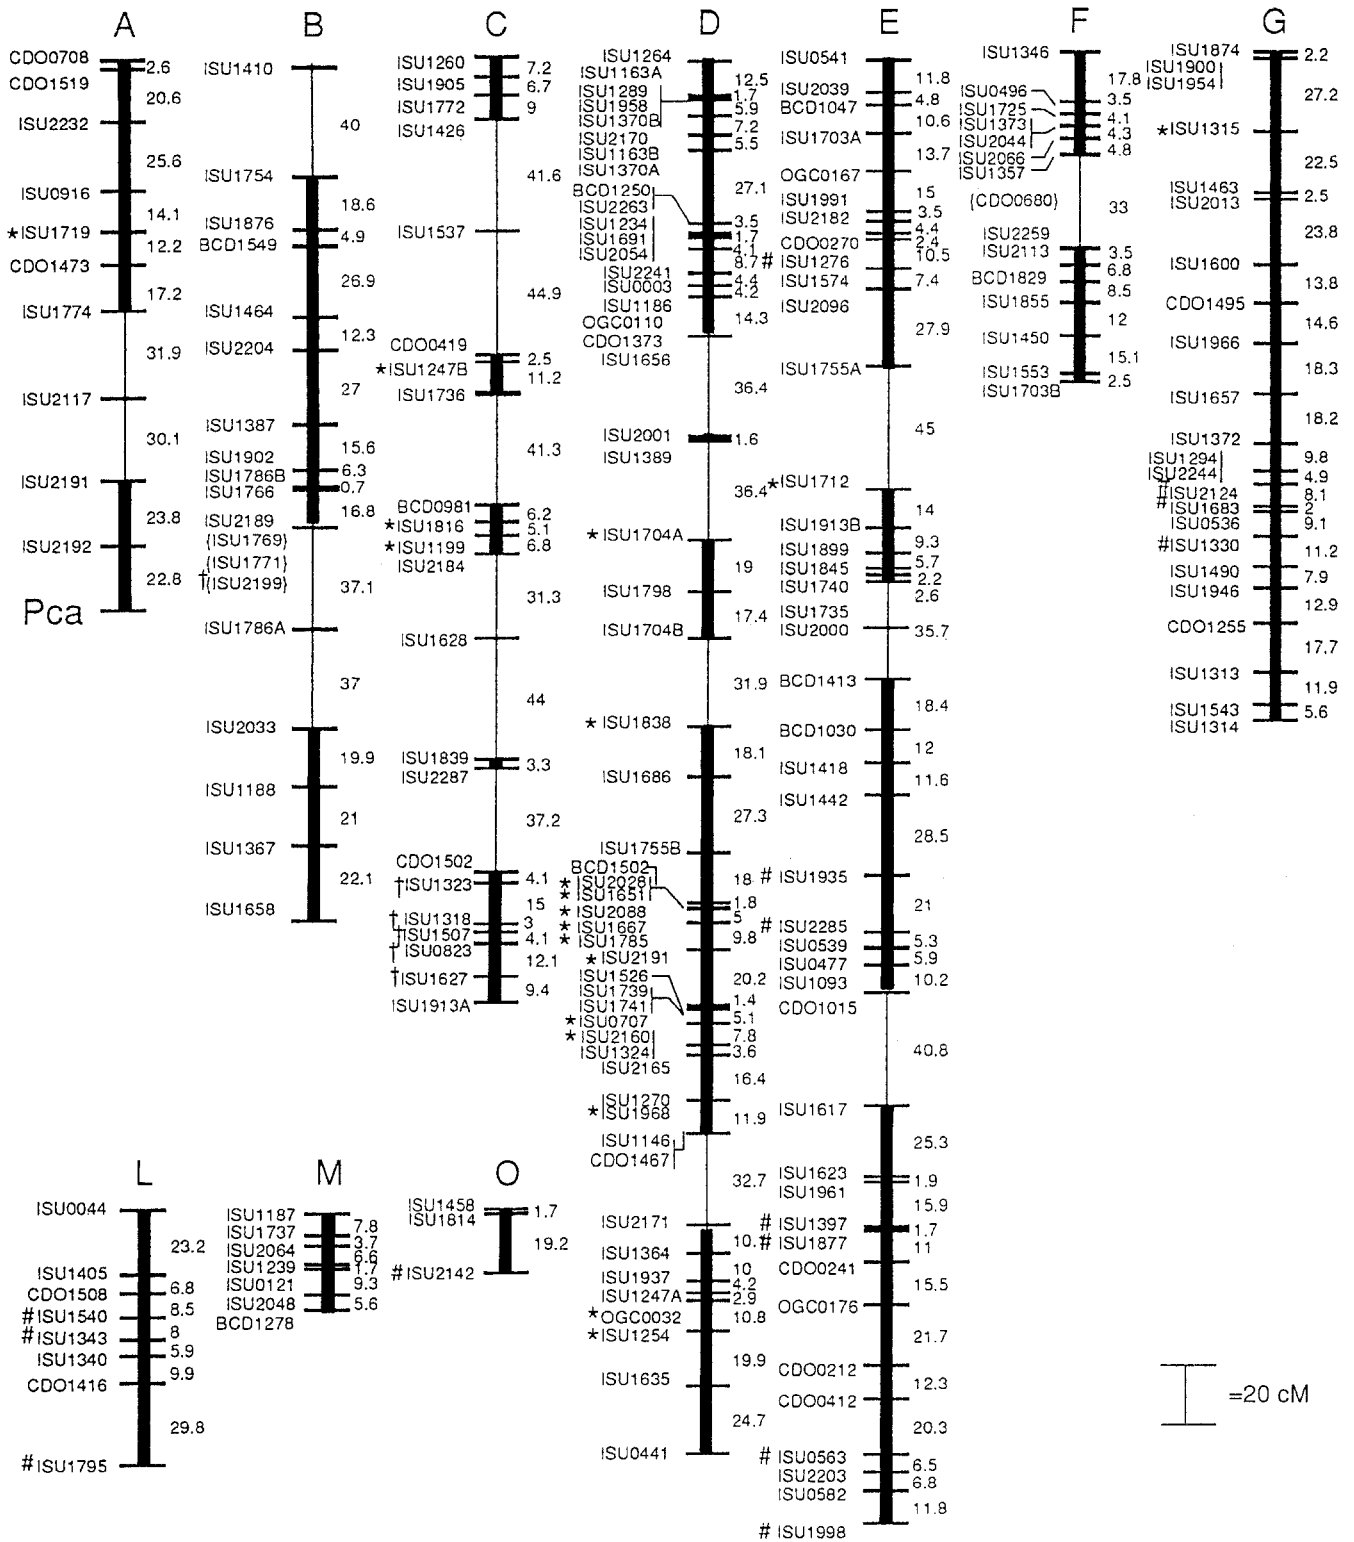 A
CDO0708
2.6
CDO1519
20.6
ISU2232
25.6
ISU0916
14.1
*ISU1719
12.2
CDO1473
17.2
ISU1774
31.9
ISU2117
30.1
ISU2191
23.8
ISU2192
22.8
Pca
B
ISU1410
40
ISU1754
18.6
ISU1876
4.9
BCD1549
26.9
ISU1464
12.3
ISU2204
27
ISU1387
15.6
ISU1902
6.3
ISU1786B
0.7
ISU1766
16.8
ISU2189
(ISU1769)
(ISU1771)
†(ISU2199)
37.1
ISU1786A
37
ISU2033
19.9
ISU1188
21
ISU1367
22.1
ISU1658
C
ISU1260
7.2
ISU1905
6.7
ISU1772
9
ISU1426
41.6
ISU1537
44.9
CDO0419
2.5
*ISU1247B
11.2
ISU1736
41.3
BCD0981
6.2
*ISU1816
5.1
*ISU1199
6.8
ISU2184
31.3
ISU1628
44
ISU1839
3.3
ISU2287
37.2
CDO1502
4.1
†ISU1323
15
†ISU1318
3
†ISU1507
4.1
†ISU0823
12.1
†ISU1627
9.4
ISU1913A
D
ISU1264
12.5
ISU1163A
ISU1289
1.7
ISU1958
5.9
ISU1370B
7.2
ISU2170
5.5
ISU1163B
ISU1370A
27.1
BCD1250
ISU2263
3.5
ISU1234
1.7
ISU1691
4.1
ISU2054
8.7
ISU2241
4.4
ISU0003
4.2
ISU1186
14.3
OGC0110
CDO1373
ISU1656
36.4
ISU2001
1.6
ISU1389
36.4
*ISU1704A
19
ISU1798
17.4
ISU1704B
31.9
*ISU1838
18.1
ISU1686
27.3
ISU1755B
BCD1502
18
*ISU2028
*ISU1651
1.8
*ISU2088
5
*ISU1667
9.8
*ISU1785
*ISU2191
20.2
ISU1526
ISU1739
1.4
ISU1741
5.1
*ISU0707
7.8
*ISU2160
3.6
ISU1324
ISU2165
16.4
ISU1270
*ISU1968
11.9
ISU1146
CDO1467
32.7
ISU2171
10.1
ISU1364
10
ISU1937
4.2
ISU1247A
2.9
*OGC0032
10.8
*ISU1254
19.9
ISU1635
24.7
ISU0441
E
ISU0541
11.8
ISU2039
4.8
BCD1047
10.6
ISU1703A
13.7
OGC0167
15
ISU1991
3.5
ISU2182
4.4
CDO0270
2.4
#ISU1276
10.5
ISU1574
7.4
ISU2096
27.9
ISU1755A
45
*ISU1712
14
ISU1913B
9.3
ISU1899
5.7
ISU1845
2.2
ISU1740
2.6
ISU1735
ISU2000
35.7
BCD1413
18.4
BCD1030
12
ISU1418
11.6
ISU1442
28.5
#ISU1935
21
#ISU2285
5.3
ISU0539
5.9
ISU0477
10.2
ISU1093
CDO1015
40.8
ISU1617
25.3
ISU1623
1.9
ISU1961
15.9
#ISU1397
1.7
#ISU1877
11
CDO0241
15.5
OGC0176
21.7
CDO0212
12.3
CDO0412
20.3
#ISU0563
6.5
ISU2203
6.8
ISU0582
11.8
#ISU1998
F
ISU1346
17.8
ISU0496
3.5
ISU1725
4.1
ISU1373
4.3
ISU2044
4.8
ISU2066
ISU1357
(CDO0680)
33
ISU2259
ISU2113
3.5
6.8
BCD1829
8.5
ISU1855
12
ISU1450
15.1
ISU1553
2.5
ISU1703B
G
ISU1874
2.2
ISU1900
ISU1954
27.2
*ISU1315
22.5
ISU1463
2.5
ISU2013
23.8
ISU1600
13.8
CDO1495
14.6
ISU1966
18.3
ISU1657
18.2
ISU1372
9.8
ISU1294
ISU2244
4.9
#ISU2124
8.1
#ISU1683
2
ISU0536
9.1
#ISU1330
11.2
ISU1490
7.9
ISU1946
12.9
CDO1255
17.7
ISU1313
11.9
ISU1543
5.6
ISU1314
L
ISU0044
23.2
ISU1405
6.8
CDO1508
8.5
#ISU1540
8
#ISU1343
5.9
ISU1340
9.9
CDO1416
29.8
#ISU1795
M
ISU1187
7.8
ISU1737
3.7
ISU2064
6.6
ISU1239
1.7
ISU0121
9.3
ISU2048
5.6
BCD1278
O
ISU1458
1.7
ISU1814
19.2
#ISU2142
=20 cM